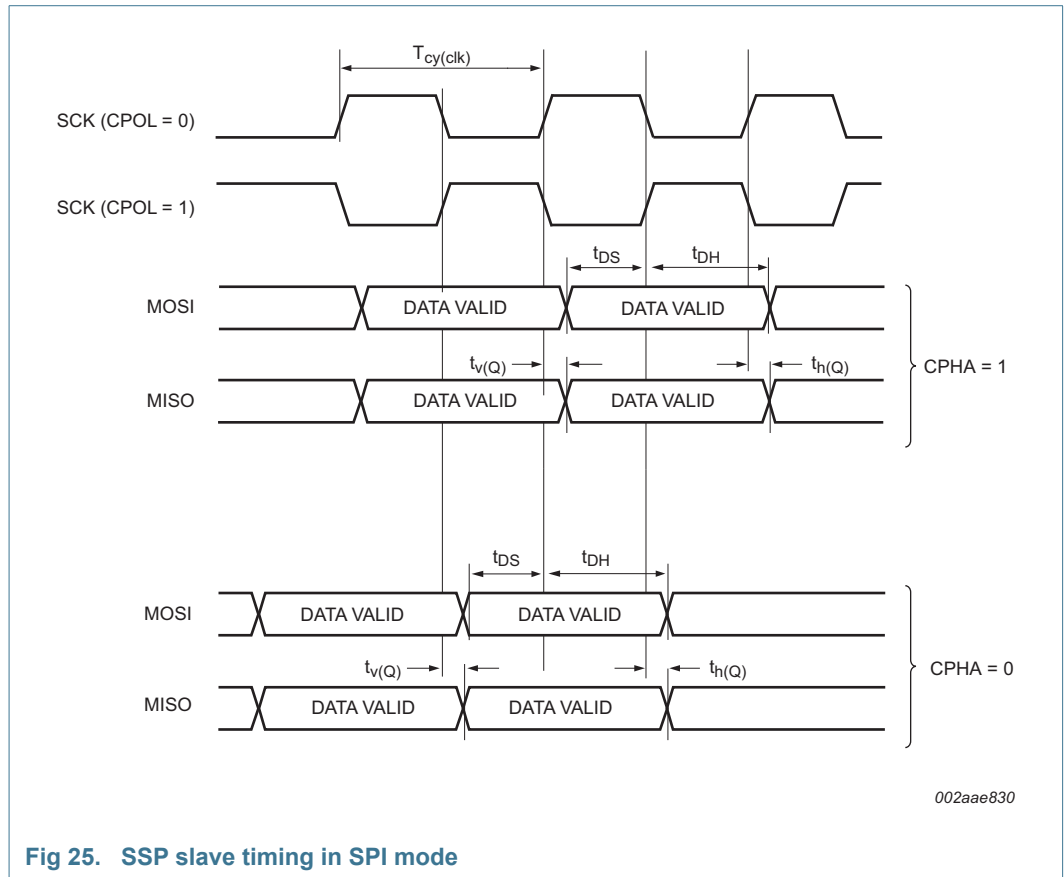 Tcy(clk)
SCK (CPOL = 0)
SCK (CPOL = 1)
tDS tDH
MOSI DATA VALID DATA VALID
tv(Q) th(Q)
CPHA = 1
MISO DATA VALID DATA VALID
tDS tDH
MOSI DATA VALID DATA VALID
tv(Q) th(Q)
CPHA = 0
MISO DATA VALID DATA VALID
002aae830
Fig 25. SSP slave timing in SPI mode